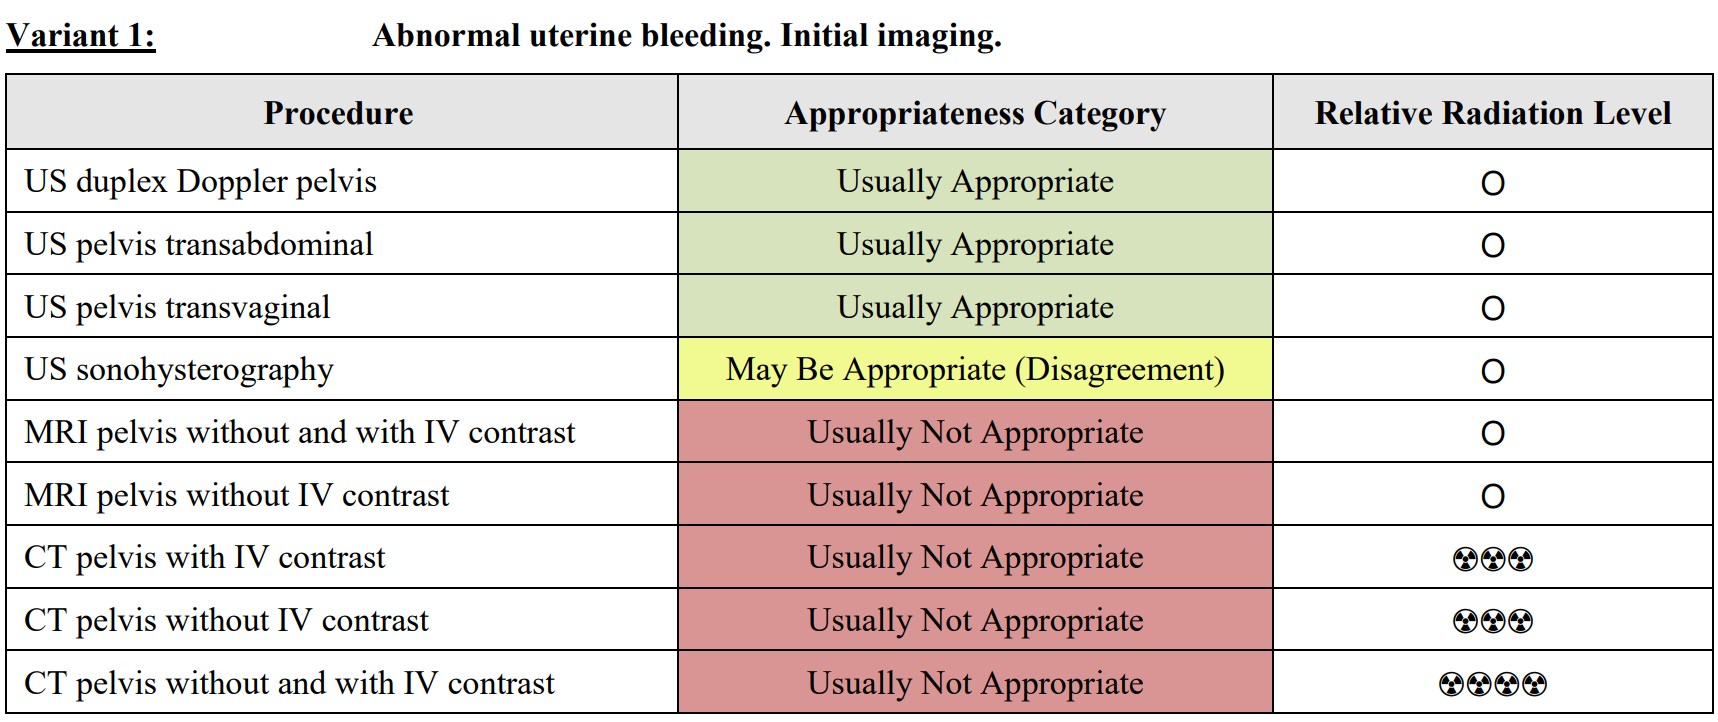 Variant 1: Abnormal uterine bleeding. Initial imaging.
Procedure Appropriateness Category Relative Radiation Level
US duplex Doppler pelvis Usually Appropriate O
US pelvis transabdominal Usually Appropriate O
US pelvis transvaginal Usually Appropriate O
US sonohysterography May Be Appropriate (Disagreement) O
MRI pelvis without and with IV contrast Usually Not Appropriate O
MRI pelvis without IV contrast Usually Not Appropriate O
CT pelvis with IV contrast Usually Not Appropriate ☢☢☢
CT pelvis without IV contrast Usually Not Appropriate ☢☢☢
CT pelvis without and with IV contrast Usually Not Appropriate ☢☢☢☢